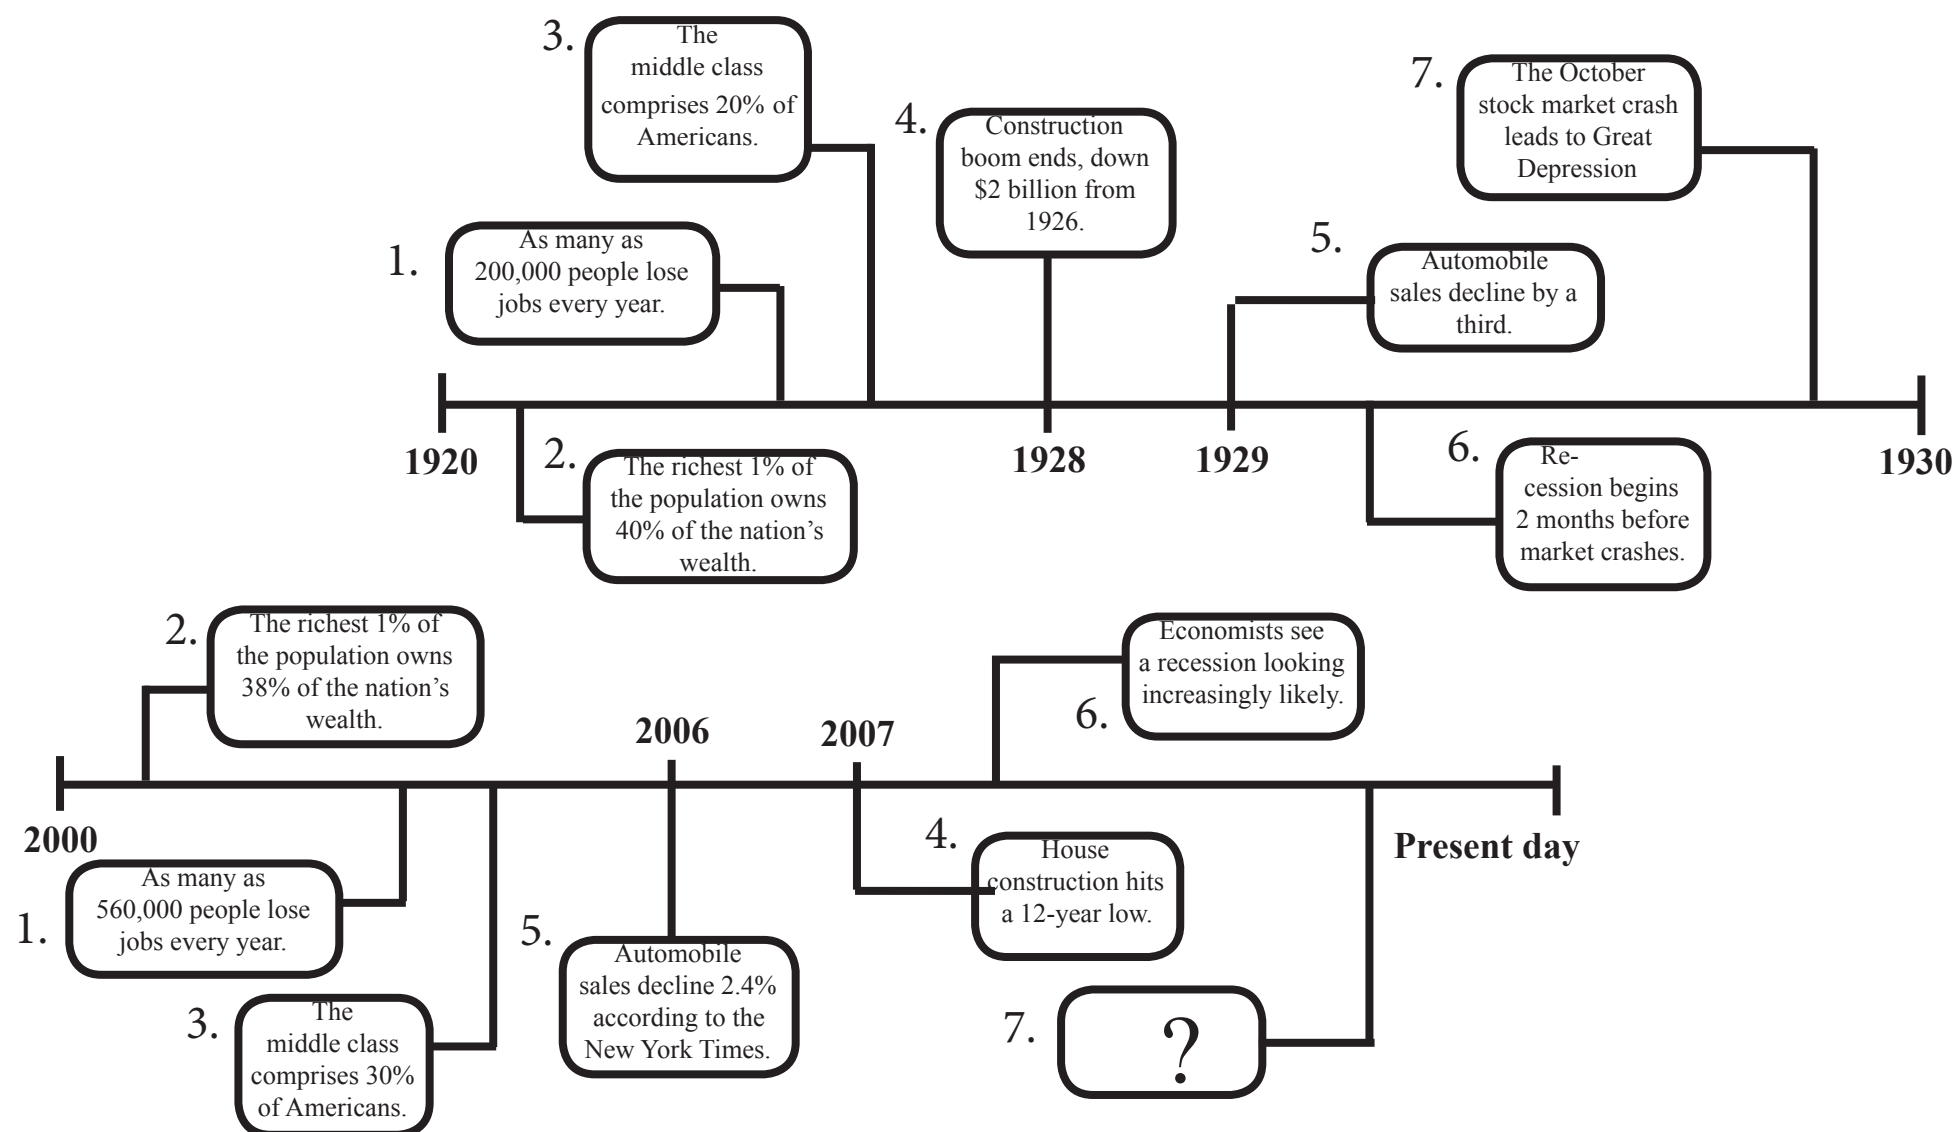 3.
The
middle class
comprises 20% of
Americans.
4.
Construction
boom ends, down
$2 billion from
1926.
7.
The October
stock market crash
leads to Great
Depression
1.
As many as
200,000 people lose
jobs every year.
5.
Automobile
sales decline by a
third.
1920
1928
1929
1930
2.
The richest 1% of
the population owns
40% of the nation’s
wealth.
6.
Re-
cession begins
2 months before
market crashes.
2.
The richest 1% of
the population owns
38% of the nation’s
wealth.
Economists see
a recession looking
increasingly likely.
6.
2006
2007
2000
Present day
1.
As many as
560,000 people lose
jobs every year.
4.
House
construction hits
a 12-year low.
3.
The
middle class
comprises 30%
of Americans.
5.
Automobile
sales decline 2.4%
according to the
New York Times.
7.
?